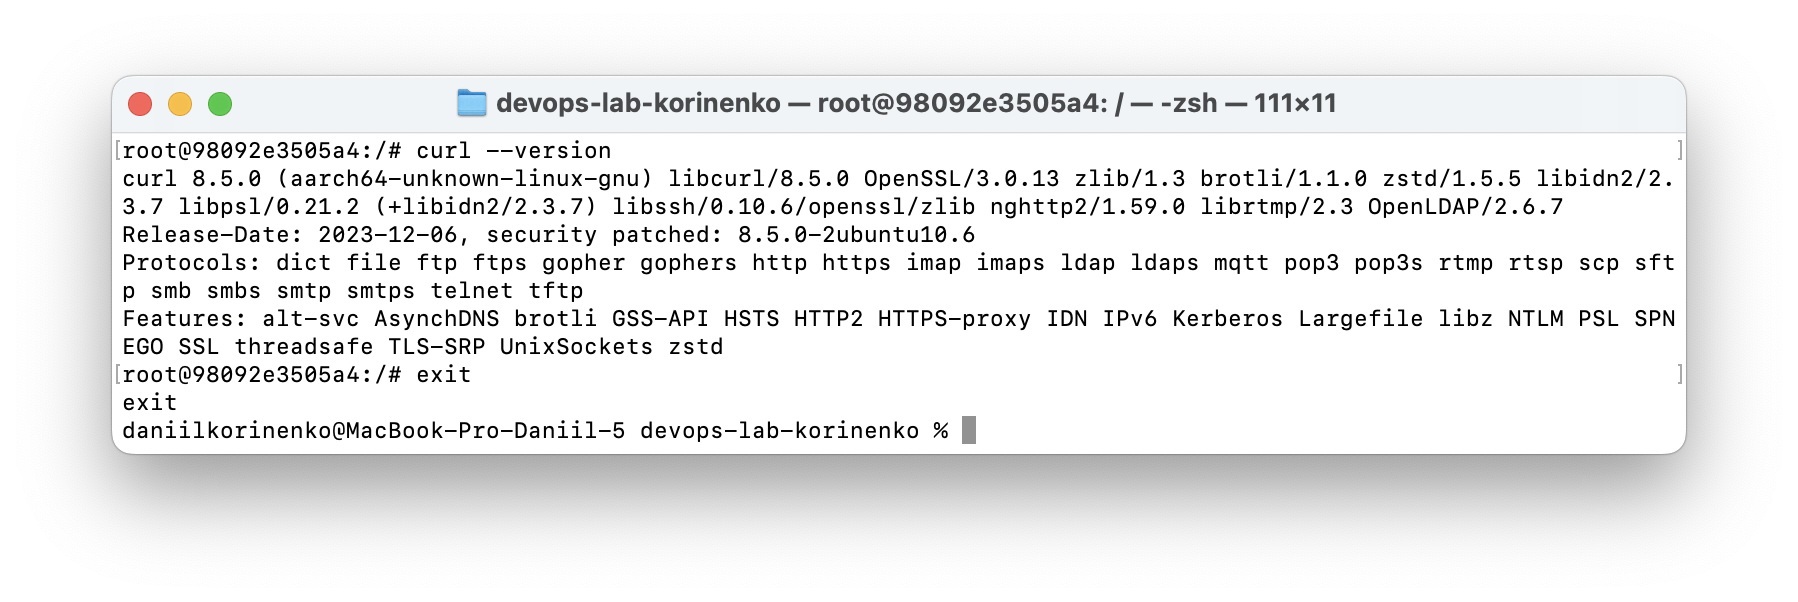 devops-lab-korinenko — root@98092e3505a4: / — -zsh — 111×11
[root@98092e3505a4:/# curl --version ]
curl 8.5.0 (aarch64-unknown-linux-gnu) libcurl/8.5.0 OpenSSL/3.0.13 zlib/1.3 brotli/1.1.0 zstd/1.5.5 libidn2/2.
3.7 libpsl/0.21.2 (+libidn2/2.3.7) libssh/0.10.6/openssl/zlib nghttp2/1.59.0 librtmp/2.3 OpenLDAP/2.6.7
Release-Date: 2023-12-06, security patched: 8.5.0-2ubuntu10.6
Protocols: dict file ftp ftps gopher gophers http https imap imaps ldap ldaps mqtt pop3 pop3s rtmp rtsp scp sft
p smb smbs smtp smtps telnet tftp
Features: alt-svc AsynchDNS brotli GSS-API HSTS HTTP2 HTTPS-proxy IDN IPv6 Kerberos Largefile libz NTLM PSL SPN
EGO SSL threadsafe TLS-SRP UnixSockets zstd
[root@98092e3505a4:/# exit ]
exit
daniilkorinenko@MacBook-Pro-Daniil-5 devops-lab-korinenko %